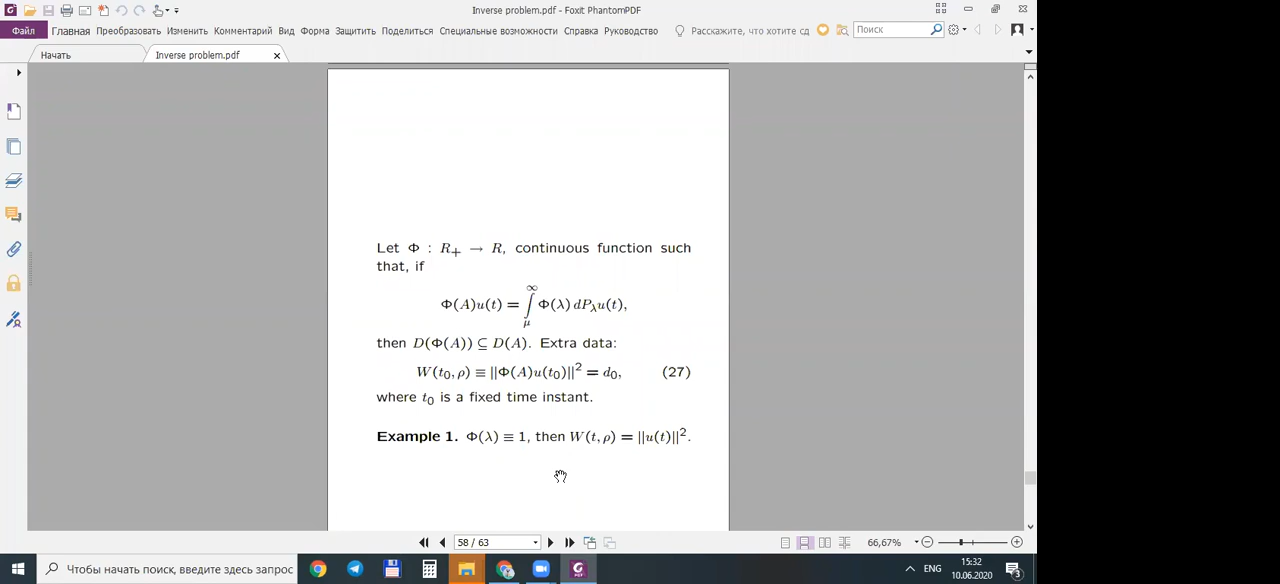 Inverse problem.pdf - Foxit PhantomPDF
Файл Главная Преобразовать Изменить Комментарий Вид Форма Защитить Поделиться Специальные возможности Справка Руководство Расскажите, что хотите сд Поиск
Начать Inverse problem.pdf
Let Φ : R₊ → R, continuous function such
that, if
Φ(A)u(t) = ∫_μ^∞ Φ(λ) dP_λ u(t),
then D(Φ(A)) ⊆ D(A). Extra data:
W(t₀, ρ) ≡ ||Φ(A)u(t₀)||² = d₀, (27)
where t₀ is a fixed time instant.
Example 1. Φ(λ) ≡ 1, then W(t, ρ) = ||u(t)||².
58 / 63 66,67%
Чтобы начать поиск, введите здесь запрос ENG 15:32
10.06.2020 3